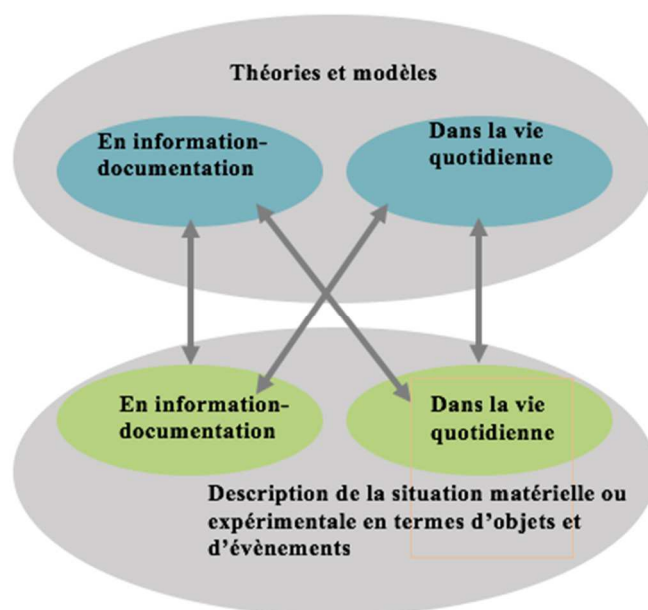 Théories et modèles
En information-
documentation
Dans la vie
quotidienne
En information-
documentation
Dans la vie
quotidienne
Description de la situation matérielle ou
expérimentale en termes d'objets et
d'évènements